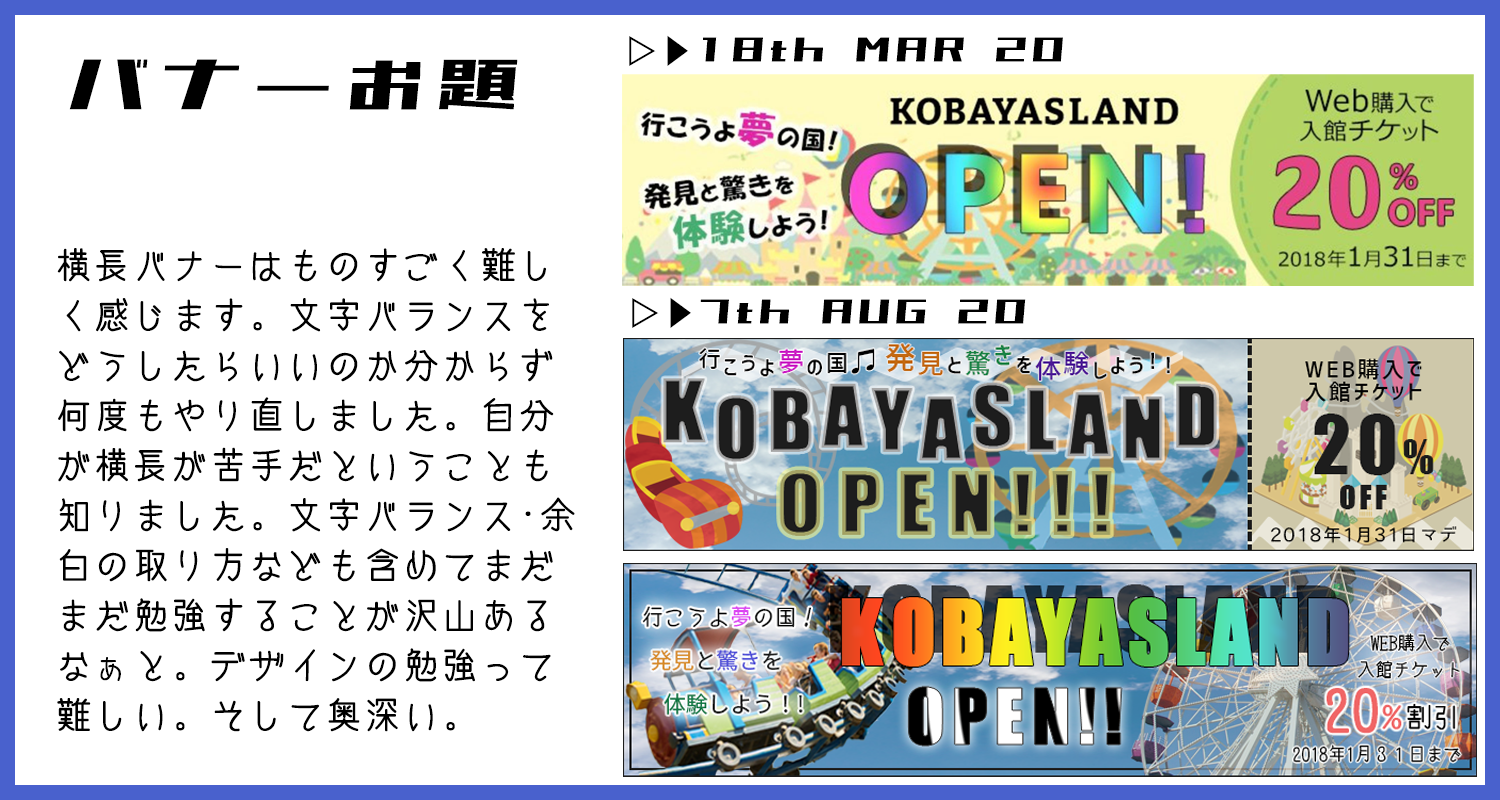 バナーお題
横長バナーはものすごく難し
く感じます。文字バランスを
どうしたらいいのか分からず
何度もやり直しました。自分
が横長が苦手だということも
知りました。文字バランス・余
白の取り方なども含めてまだ
まだ勉強することが沢山ある
なぁと。デザインの勉強って
難しい。そして奥深い。
▷▶18th MAR 20
行こうよ夢の国!
発見と驚きを
体験しよう!
KOBAYASLAND
OPEN!
Web購入で
入館チケット
20%OFF
2018年1月31日まで
▷▶7th AUG 20
行こうよ夢の国♫発見と驚きを体験しよう!!
KOBAYASLAND
OPEN!!!
WEB購入で
入館チケット
20%
OFF
2018年1月31日マデ
行こうよ夢の国!
発見と驚きを
体験しよう!!
KOBAYASLAND
OPEN!!
WEB購入で
入館チケット
20%割引
2018年1月31日まで